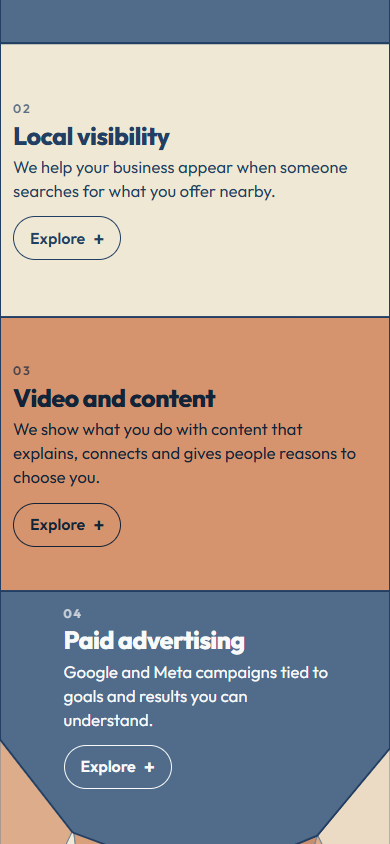 02
Local visibility
We help your business appear when someone
searches for what you offer nearby.
Explore +
03
Video and content
We show what you do with content that
explains, connects and gives people reasons to
choose you.
Explore +
04
Paid advertising
Google and Meta campaigns tied to
goals and results you can
understand.
Explore +